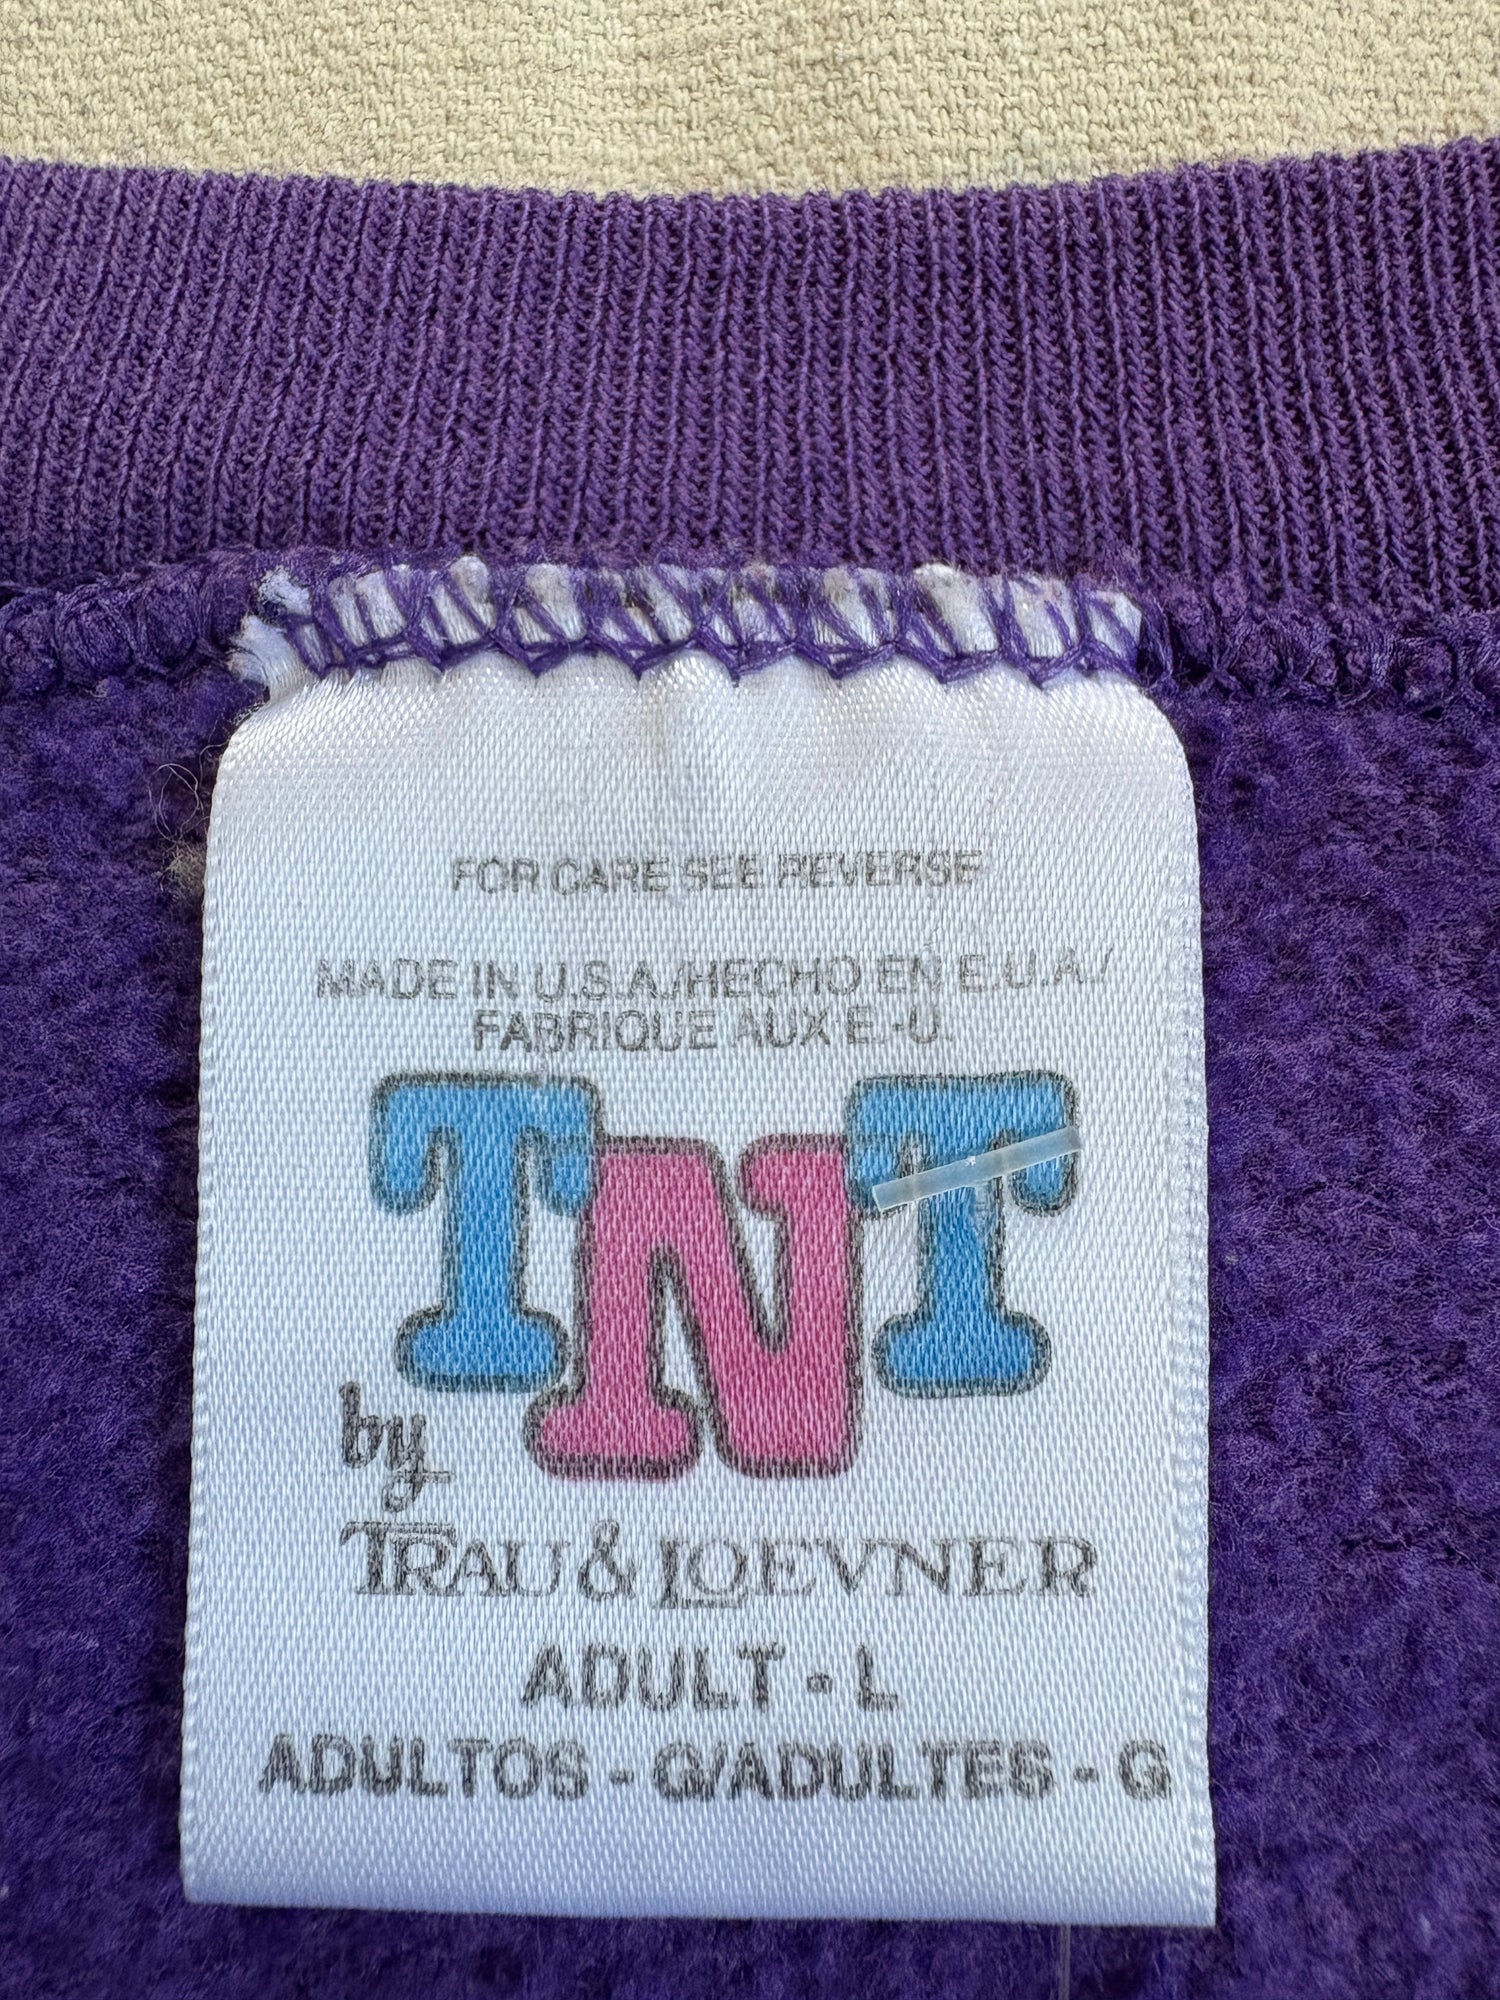 FOR CARE SEE REVERSE
MADE IN U.S.A./HECHO EN E.U.A./
FABRIQUE AUX E.-U.
TNT
by
TRAU & LOEVNER
ADULT - L
ADULTOS - G/ADULTES - G